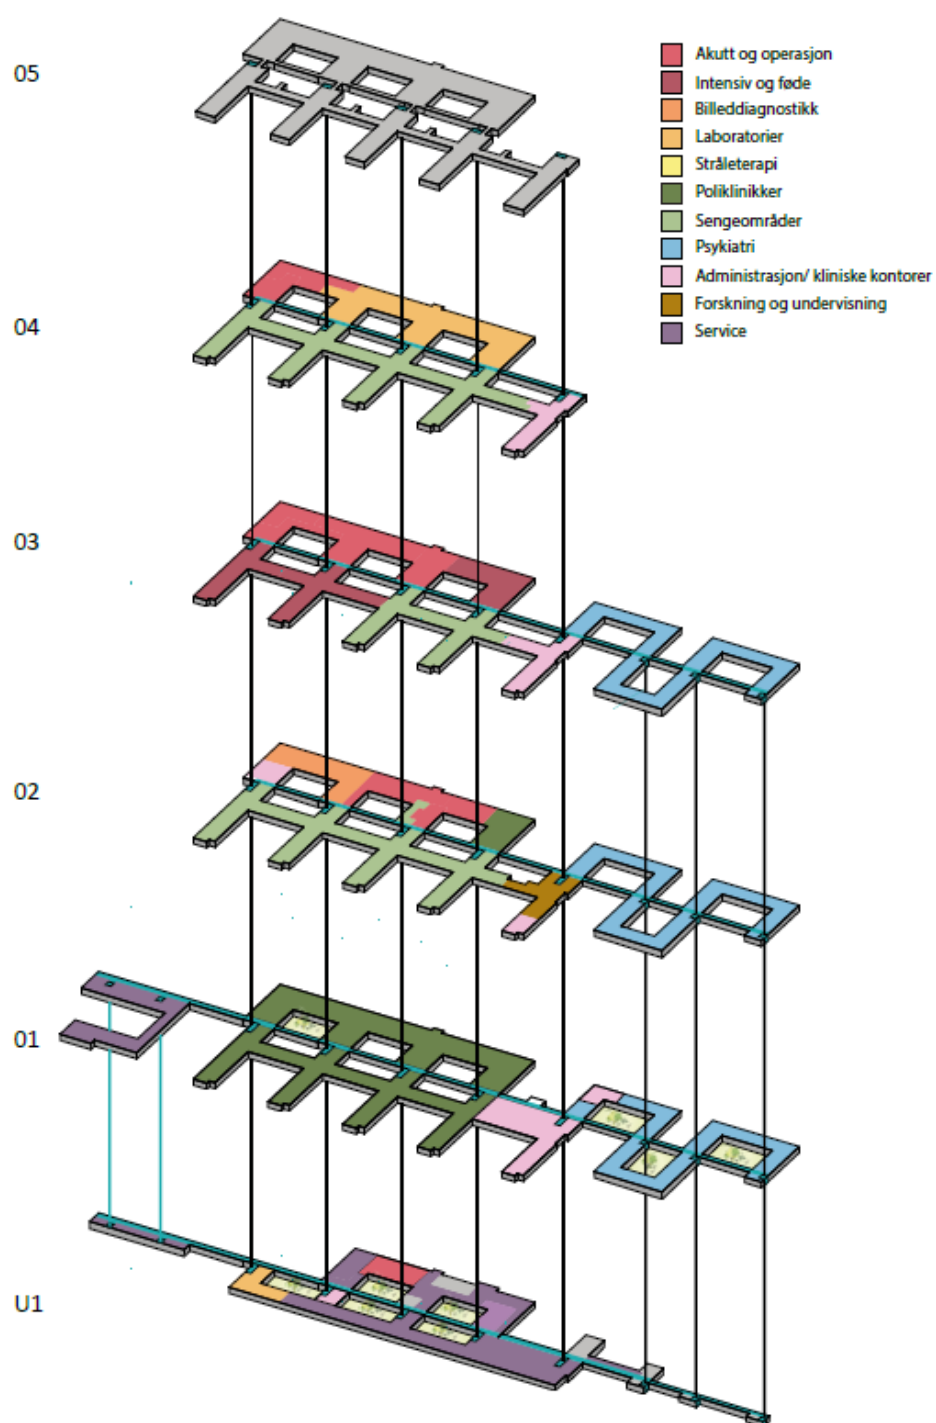 05
Akutt og operasjon
Intensiv og føde
Billeddiagnostikk
Laboratorier
Stråleterapi
Poliklinikker
Sengeområder
Psykiatri
Administrasjon/ kliniske kontorer
Forskning og undervisning
Service
04
03
02
01
U1